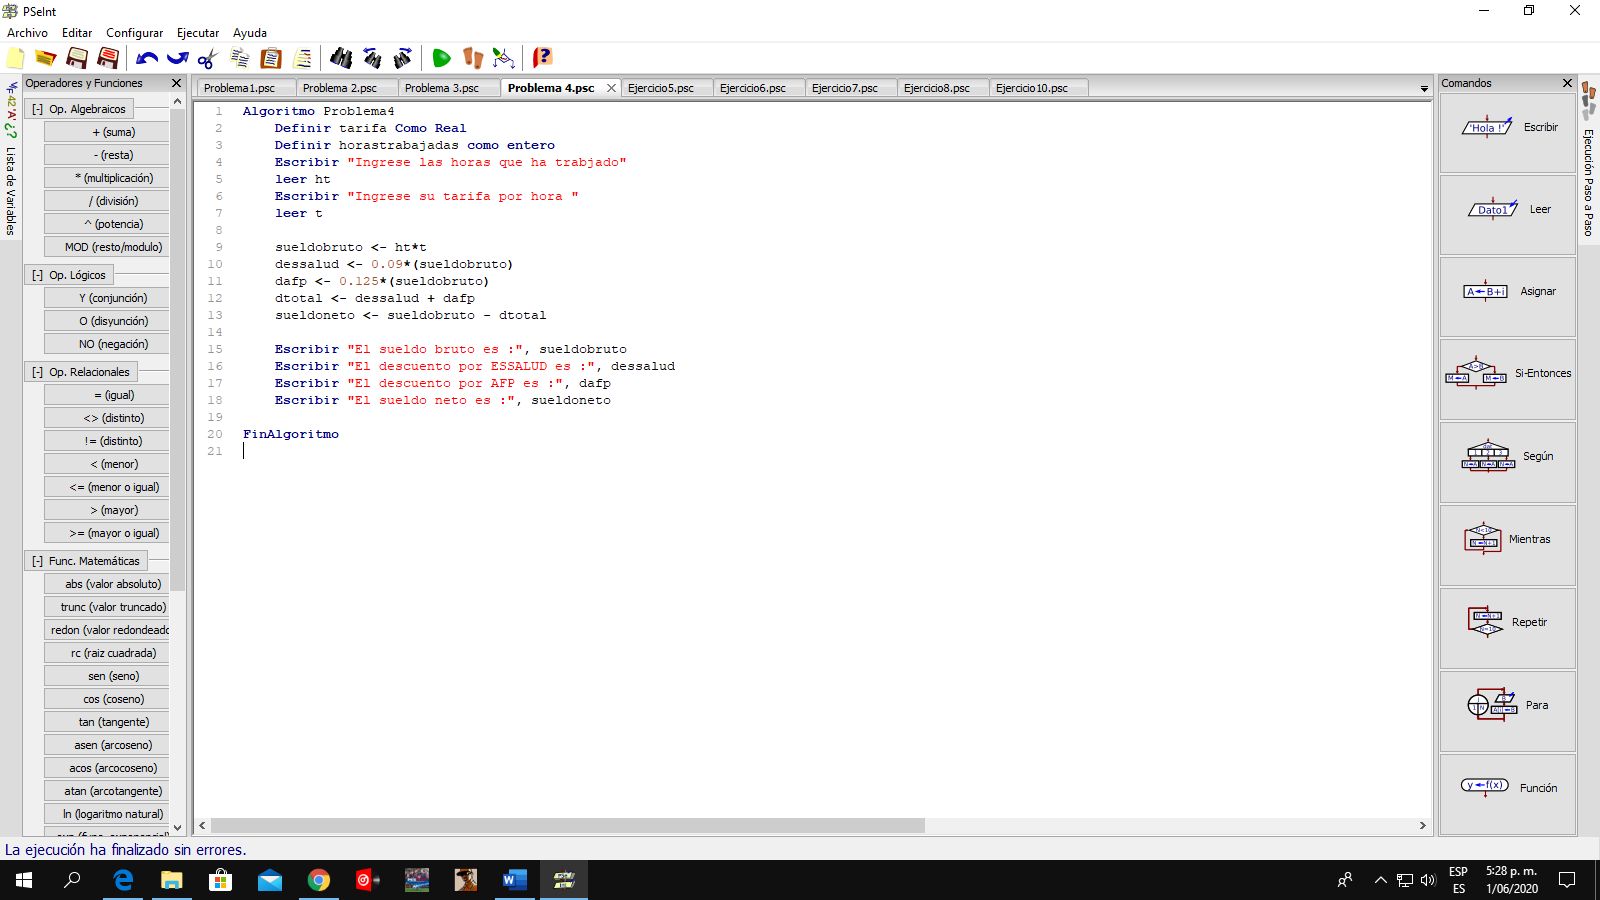 PSeInt
Archivo Editar Configurar Ejecutar Ayuda
Operadores y Funciones
Problema1.psc Problema 2.psc Problema 3.psc Problema 4.psc Ejercicio5.psc Ejercicio6.psc Ejercicio7.psc Ejercicio8.psc Ejercicio10.psc
Comandos
Lista de Variables
[-] Op. Algebraicos
+ (suma)
- (resta)
* (multiplicación)
/ (división)
^ (potencia)
MOD (resto/modulo)
[-] Op. Lógicos
Y (conjunción)
O (disyunción)
NO (negación)
[-] Op. Relacionales
= (igual)
<> (distinto)
!= (distinto)
< (menor)
<= (menor o igual)
> (mayor)
>= (mayor o igual)
[-] Func. Matemáticas
abs (valor absoluto)
trunc (valor truncado)
redon (valor redondeado
rc (raiz cuadrada)
sen (seno)
cos (coseno)
tan (tangente)
asen (arcoseno)
acos (arcocoseno)
atan (arcotangente)
ln (logaritmo natural)
1 Algoritmo Problema4
2 Definir tarifa Como Real
3 Definir horastrabajadas como entero
4 Escribir "Ingrese las horas que ha trabjado"
5 leer ht
6 Escribir "Ingrese su tarifa por hora "
7 leer t
8
9 sueldobruto <- ht*t
10 dessalud <- 0.09*(sueldobruto)
11 dafp <- 0.125*(sueldobruto)
12 dtotal <- dessalud + dafp
13 sueldoneto <- sueldobruto - dtotal
14
15 Escribir "El sueldo bruto es :", sueldobruto
16 Escribir "El descuento por ESSALUD es :", dessalud
17 Escribir "El descuento por AFP es :", dafp
18 Escribir "El sueldo neto es :", sueldoneto
19
20 FinAlgoritmo
21
'Hola !' Escribir
Dato1 Leer
A←B+i Asignar
A>B M←A M←B Si-Entonces
Según
Mientras
Repetir
Para
y←f(x) Función
Ejecución Paso a Paso
La ejecución ha finalizado sin errores.
ESP
ES
5:28 p. m.
1/06/2020